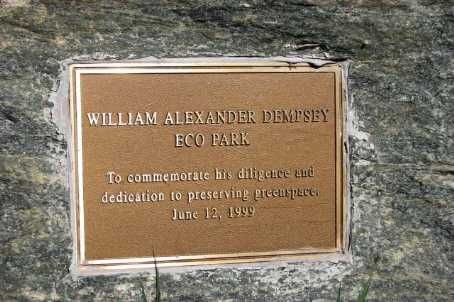 WILLIAM ALEXANDER DEMPSEY
ECO PARK
To commemorate his diligence and
dedication to preserving greenspace.
June 12, 1999